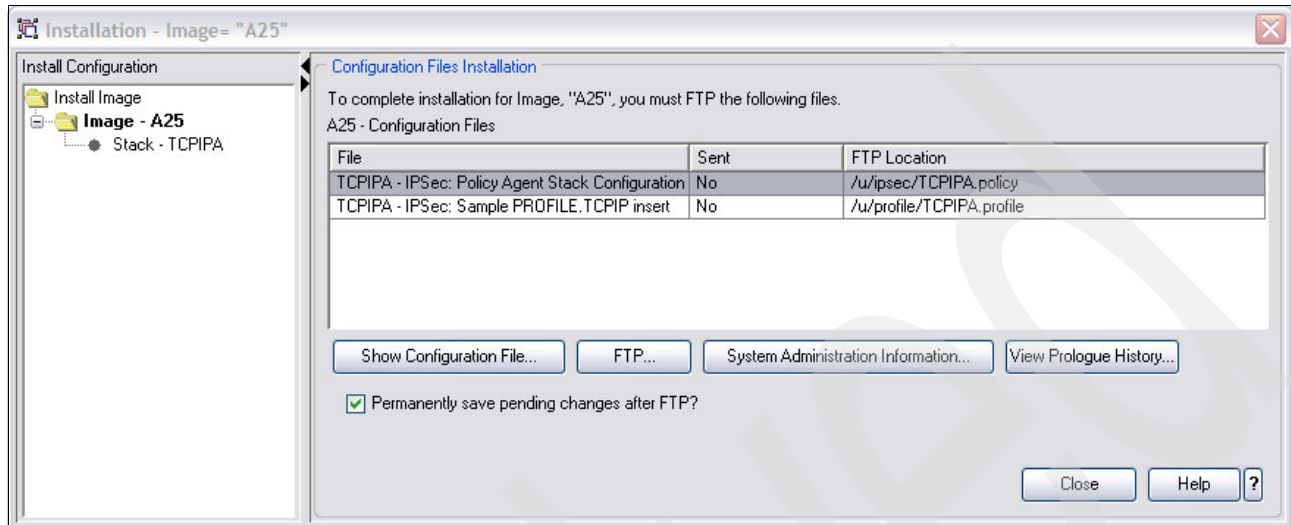 Installation - Image= "A25"
Install Configuration
Install Image
Image - A25
Stack - TCPIPA
Configuration Files Installation
To complete installation for Image, "A25", you must FTP the following files.
A25 - Configuration Files
File Sent FTP Location
TCPIPA - IPSec: Policy Agent Stack Configuration No /u/ipsec/TCPIPA.policy
TCPIPA - IPSec: Sample PROFILE.TCPIP insert No /u/profile/TCPIPA.profile
Show Configuration File... FTP... System Administration Information... View Prologue History...
Permanently save pending changes after FTP?
Close Help ?